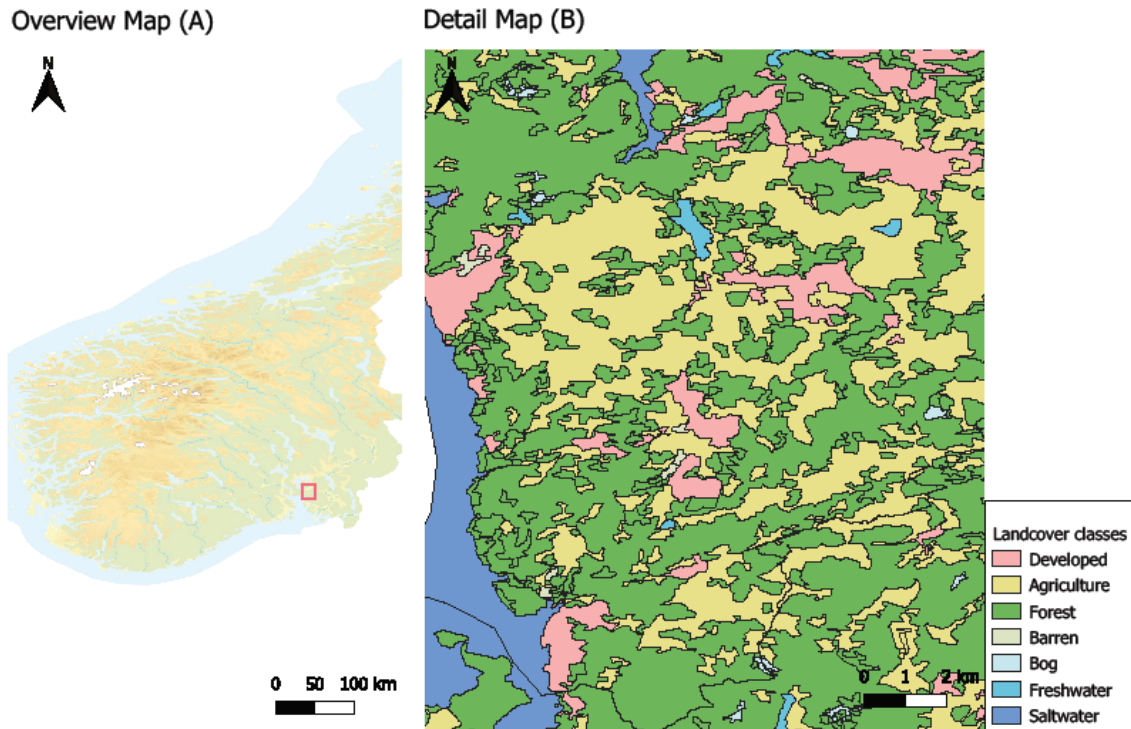 Overview Map (A)
N
0 50 100 km
Detail Map (B)
N
0 1 2 km
Landcover classes
Developed
Agriculture
Forest
Barren
Bog
Freshwater
Saltwater